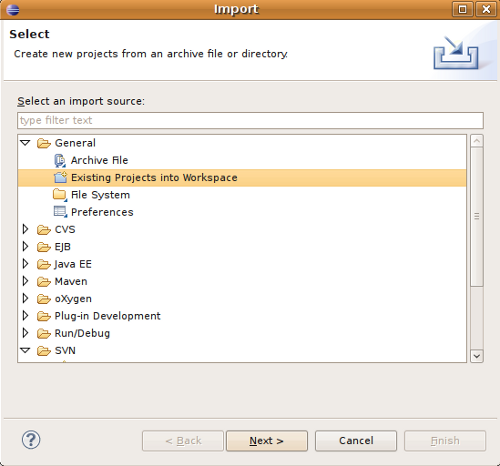 Import
Select
Create new projects from an archive file or directory.
Select an import source:
type filter text
General
Archive File
Existing Projects into Workspace
File System
Preferences
CVS
EJB
Java EE
Maven
oXygen
Plug-in Development
Run/Debug
SVN
?
< Back
Next >
Cancel
Finish